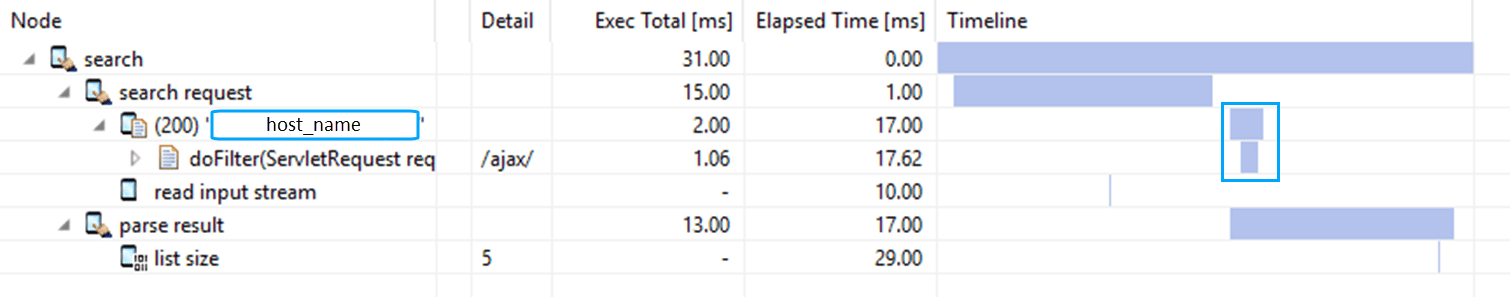 Node Detail Exec Total [ms] Elapsed Time [ms] Timeline
search 31.00 0.00
search request 15.00 1.00
(200) ' host_name ' 2.00 17.00
doFilter(ServletRequest req /ajax/ 1.06 17.62
read input stream - 10.00
parse result 13.00 17.00
list size 5 - 29.00